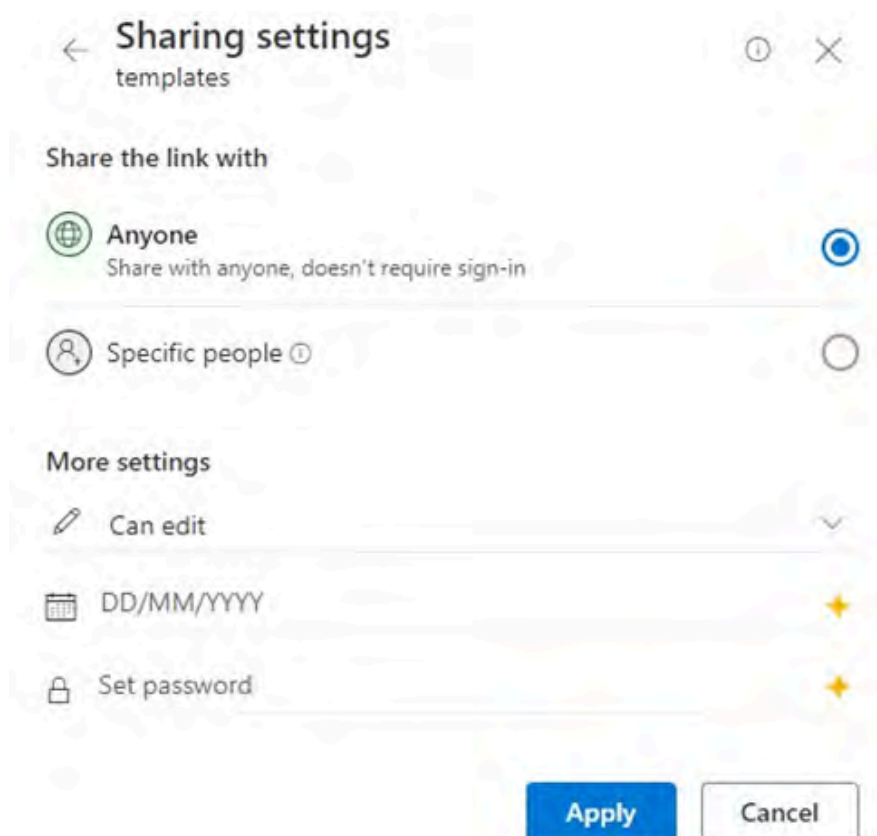 Sharing settings
templates
Share the link with
Anyone
Share with anyone, doesn't require sign-in
Specific people
More settings
Can edit
DD/MM/YYYY
Set password
Apply Cancel